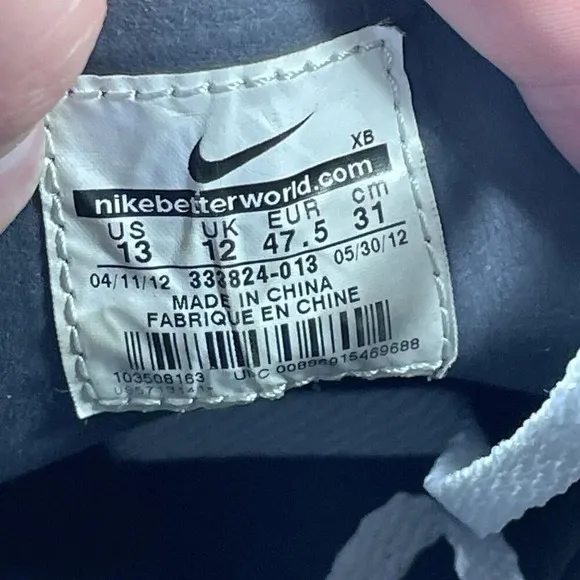 XB
nikebetterworld.com
US UK EUR cm
13 12 47.5 31
04/11/12 333824-013 05/30/12
MADE IN CHINA
FABRIQUE EN CHINE
103508163 UPC